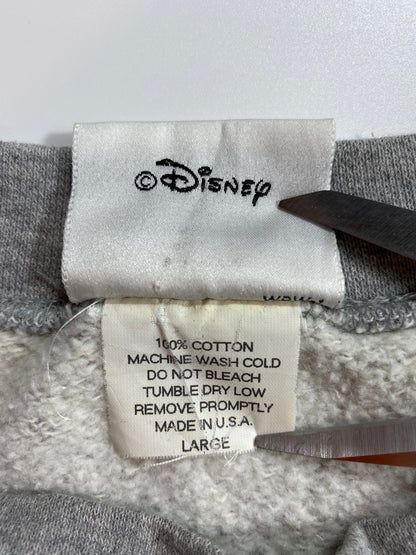 ©Disney
100% COTTON
MACHINE WASH COLD
DO NOT BLEACH
TUMBLE DRY LOW
REMOVE PROMPTLY
MADE IN U.S.A.
LARGE